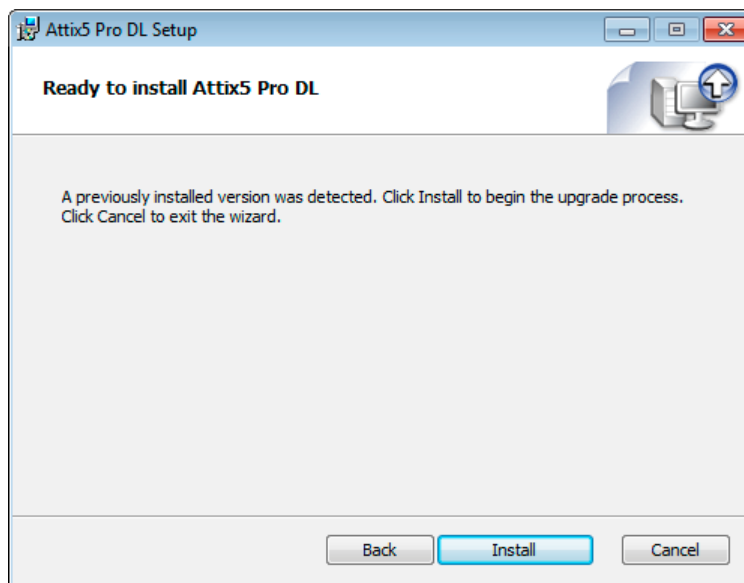 Attix5 Pro DL Setup
Ready to install Attix5 Pro DL
A previously installed version was detected. Click Install to begin the upgrade process.
Click Cancel to exit the wizard.
Back Install Cancel